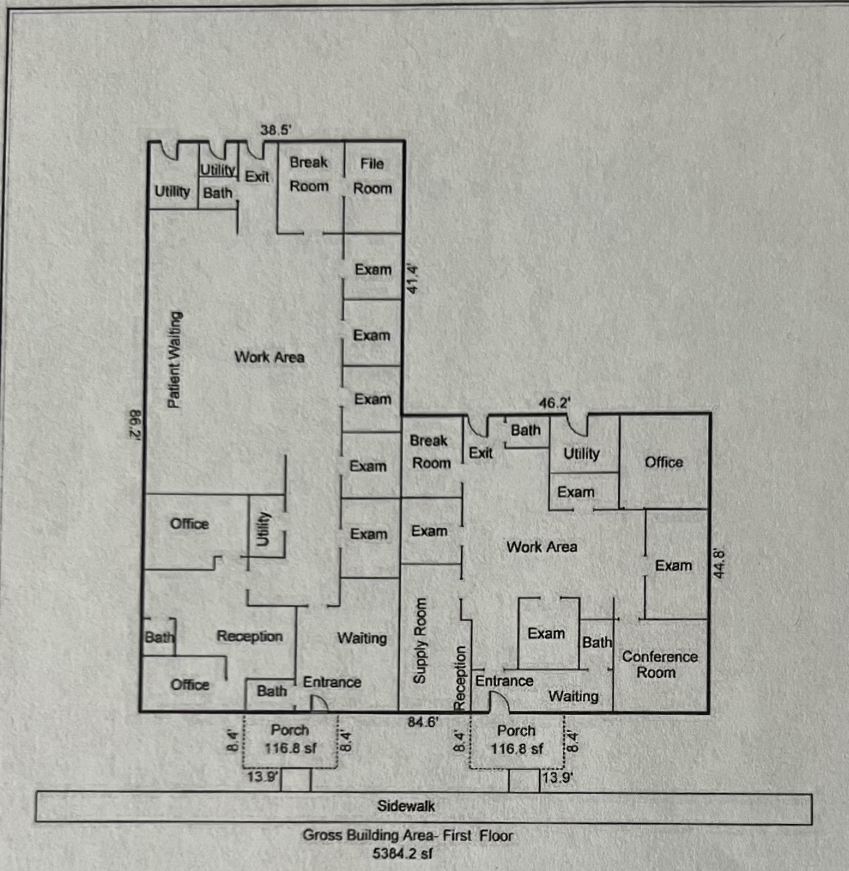 38.5'
Utility
Utility
Bath
Exit
Break
Room
File
Room
Exam
41.4'
Patient Waiting
Work Area
Exam
Exam
86.2'
Exam
Office
Utility
Exam
Bath
Reception
Waiting
Office
Bath
Entrance
46.2'
Break
Room
Exit
Bath
Utility
Office
Exam
Exam
Work Area
Exam
44.8'
Supply Room
Reception
Exam
Bath
Conference
Room
Entrance
Waiting
84.6'
8.4'
Porch
116.8 sf
8.4'
13.9'
8.4'
Porch
116.8 sf
8.4'
13.9'
Sidewalk
Gross Building Area- First Floor
5384.2 sf